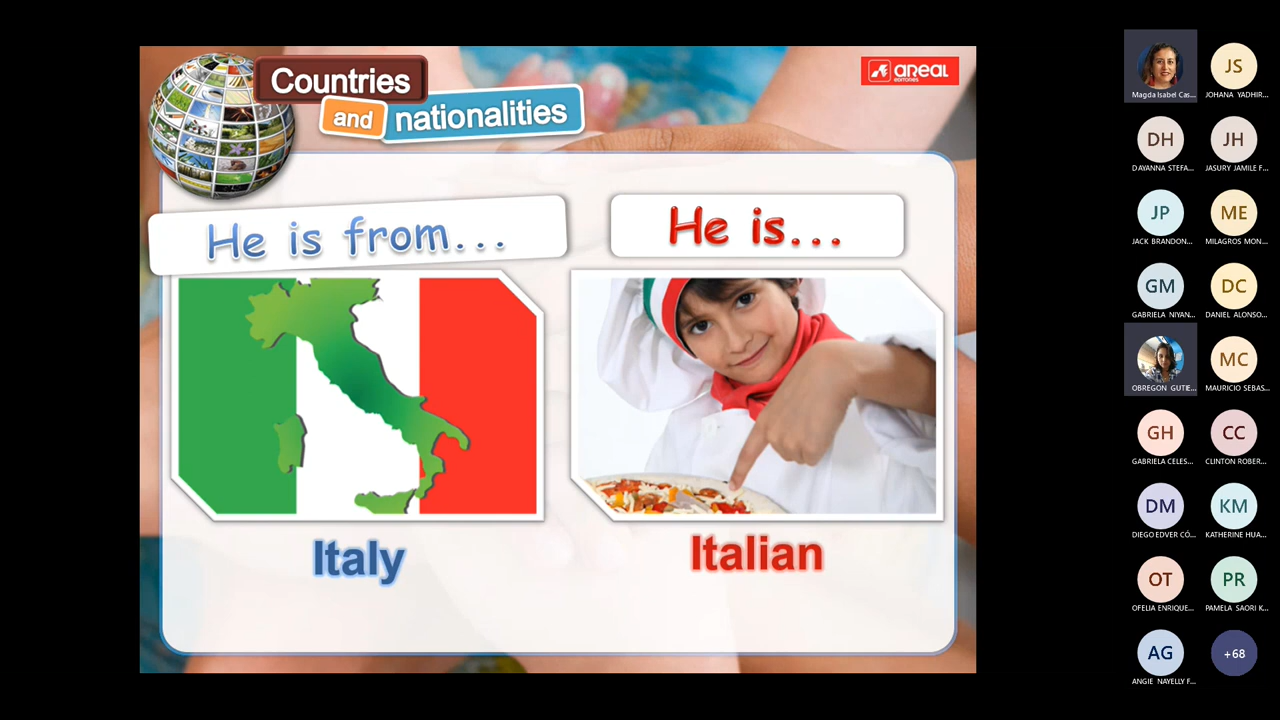 Countries
and nationalities
AREAL
EDITORES
He is from...
He is...
Italy
Italian
Magda Isabel Cas...
JS
JOHANA YADHIR...
DH
DAYANNA STEFA...
JH
JASURY JAMILE F...
JP
JACK BRANDON...
ME
MILAGROS MON...
GM
GABRIELA NIYAN...
DC
DANIEL ALONSO...
OBREGON GUTIE...
MC
MAURICIO SEBAS...
GH
GABRIELA CELES...
CC
CLINTON ROBER...
DM
DIEGO EDVER CÓ...
KM
KATHERINE HUA...
OT
OFELIA ENRIQUE...
PR
PAMELA SAORI K...
AG
ANGIE NAYELLY F...
+68